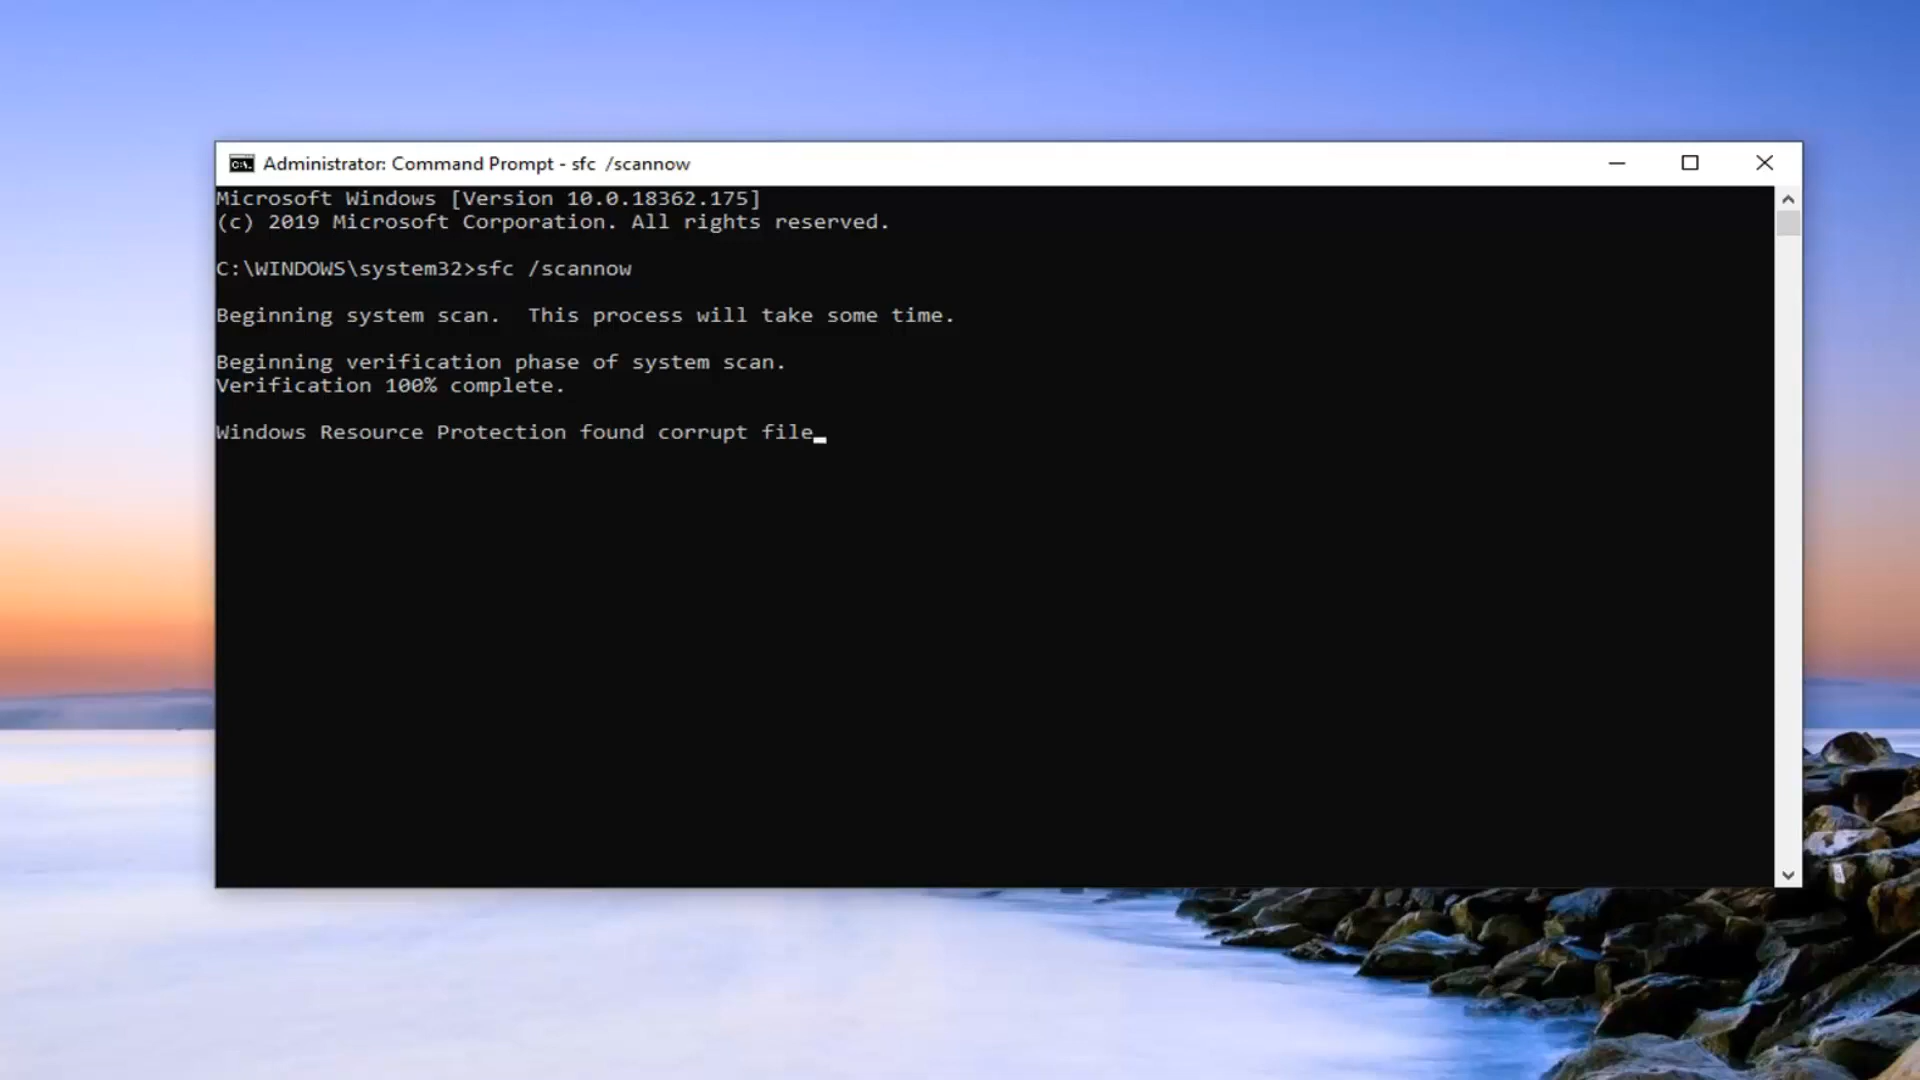 Administrator: Command Prompt - sfc  /scannow
Microsoft Windows [Version 10.0.18362.175]
(c) 2019 Microsoft Corporation. All rights reserved.
C:\WINDOWS\system32>sfc /scannow
Beginning system scan.  This process will take some time.
Beginning verification phase of system scan.
Verification 100% complete.
Windows Resource Protection found corrupt file